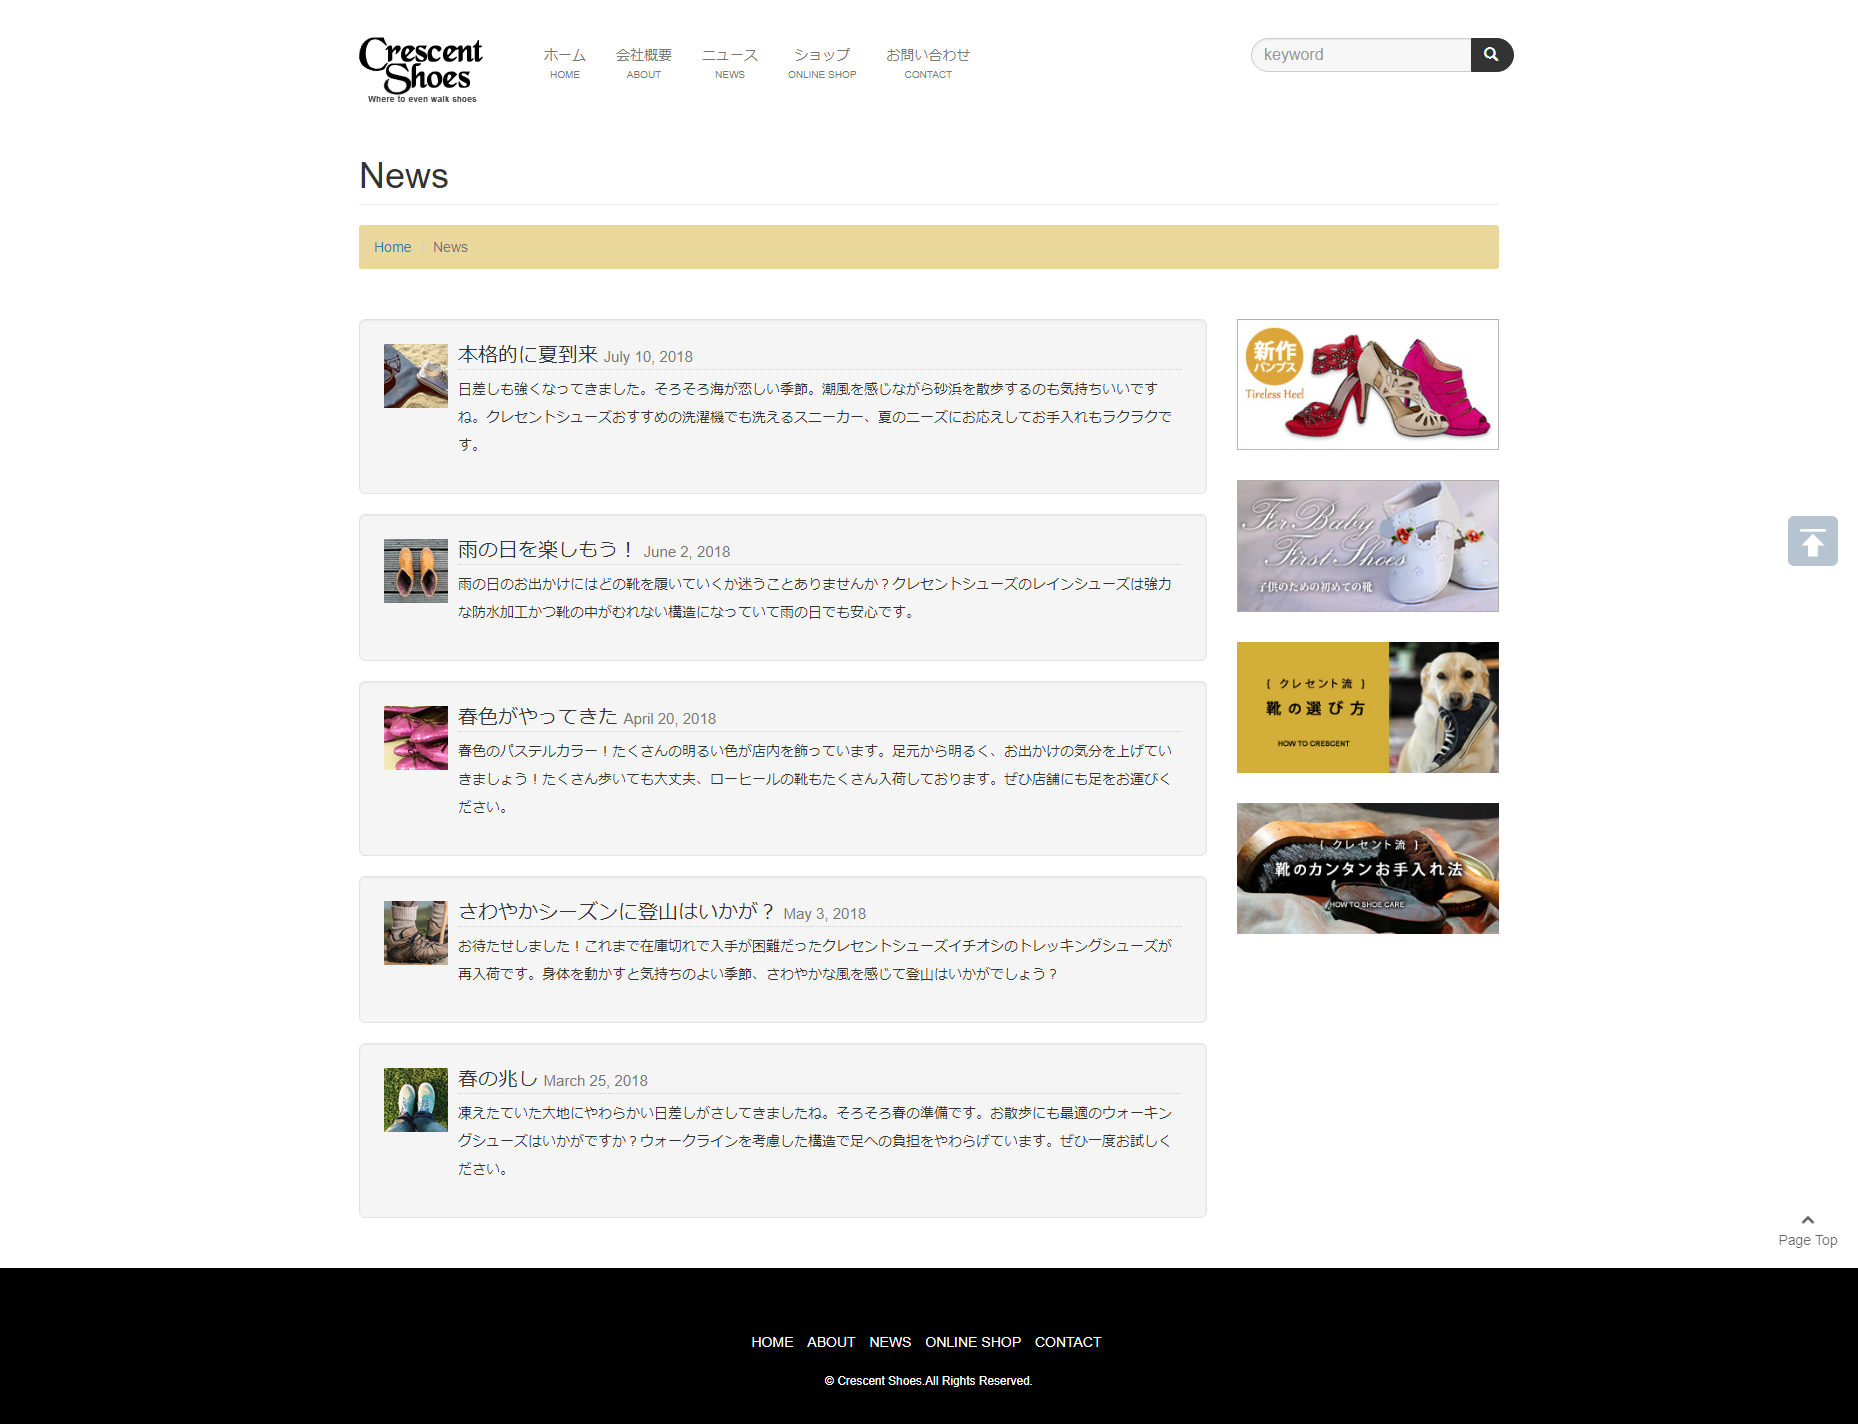 Crescent
Shoes
Where to even walk shoes
ホーム
HOME
会社概要
ABOUT
ニュース
NEWS
ショップ
ONLINE SHOP
お問い合わせ
CONTACT
keyword
News
Home / News
本格的に夏到来 July 10, 2018
日差しも強くなってきました。そろそろ海が恋しい季節。潮風を感じながら砂浜を散歩するのも気持ちいいです
ね。クレセントシューズおすすめの洗濯機でも洗えるスニーカー、夏のニーズにお応えしてお手入れもラクラクで
す。
雨の日を楽しもう！ June 2, 2018
雨の日のお出かけにはどの靴を履いていくか迷うことありませんか？クレセントシューズのレインシューズは強力
な防水加工かつ靴の中がむれない構造になっていて雨の日でも安心です。
春色がやってきた April 20, 2018
春色のパステルカラー！たくさんの明るい色が店内を飾っています。足元から明るく、お出かけの気分を上げてい
きましょう！たくさん歩いても大丈夫、ローヒールの靴もたくさん入荷しております。ぜひ店舗にも足をお運びく
ださい。
さわやかシーズンに登山はいかが？ May 3, 2018
お待たせしました！これまで在庫切れで入手が困難だったクレセントシューズイチオシのトレッキングシューズが
再入荷です。身体を動かすと気持ちのよい季節、さわやかな風を感じて登山はいかがでしょう？
春の兆し March 25, 2018
凍えたていた大地にやわらかい日差しがさしてきましたね。そろそろ春の準備です。お散歩にも最適のウォーキン
グシューズはいかがですか？ウォークラインを考慮した構造で足への負担をやわらげています。ぜひ一度お試しく
ださい。
新作
パンプス
Tireless Heel
For Baby
First Shoes
子供のための初めての靴
{ クレセント流 }
靴の選び方
HOW TO CRESCENT
{ クレセント流 }
靴のカンタンお手入れ法
HOW TO SHOE CARE
Page Top
HOME ABOUT NEWS ONLINE SHOP CONTACT
© Crescent Shoes.All Rights Reserved.